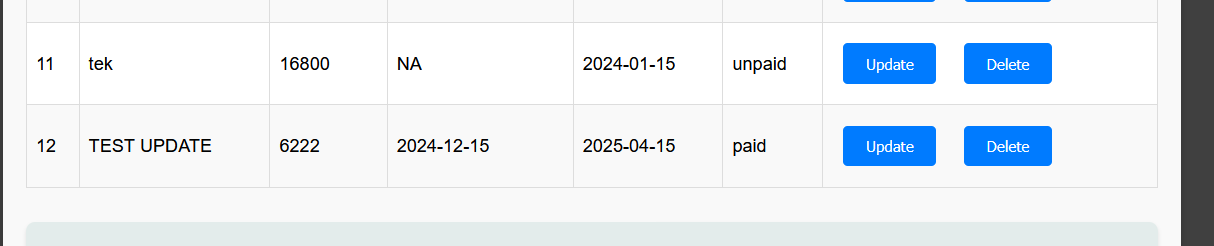 11 tek 16800 NA 2024-01-15 unpaid Update Delete
12 TEST UPDATE 6222 2024-12-15 2025-04-15 paid Update Delete